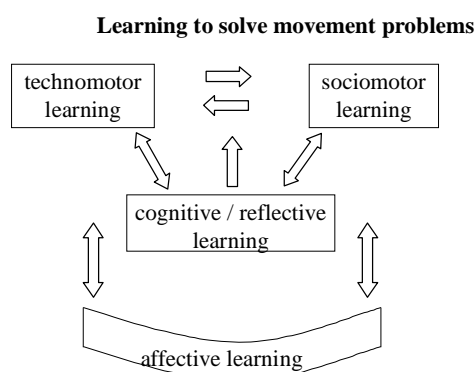 Learning to solve movement problems
technomotor
learning
sociomotor
learning
cognitive / reflective
learning
affective learning